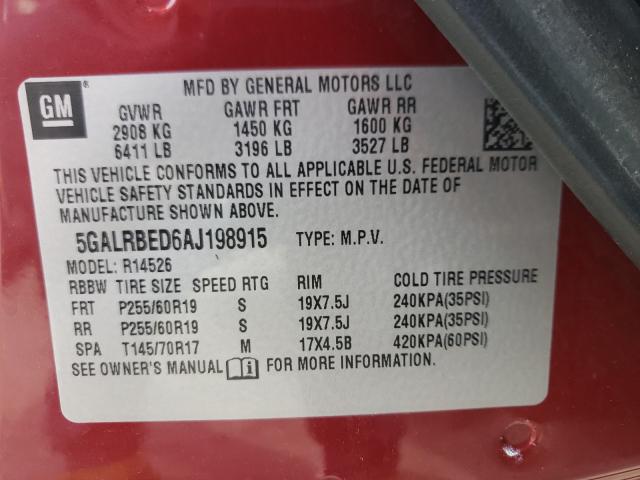 GM ®
MFD BY GENERAL MOTORS LLC
GVWR GAWR FRT GAWR RR
2908 KG 1450 KG 1600 KG
6411 LB 3196 LB 3527 LB
THIS VEHICLE CONFORMS TO ALL APPLICABLE U.S. FEDERAL MOTOR
VEHICLE SAFETY STANDARDS IN EFFECT ON THE DATE OF
MANUFACTURE SHOWN ABOVE.
5GALRBED6AJ198915 TYPE: M.P.V.
MODEL: R14526
RBBW TIRE SIZE SPEED RTG RIM COLD TIRE PRESSURE
FRT P255/60R19 S 19X7.5J 240KPA(35PSI)
RR P255/60R19 S 19X7.5J 240KPA(35PSI)
SPA T145/70R17 M 17X4.5B 420KPA(60PSI)
SEE OWNER'S MANUAL FOR MORE INFORMATION.